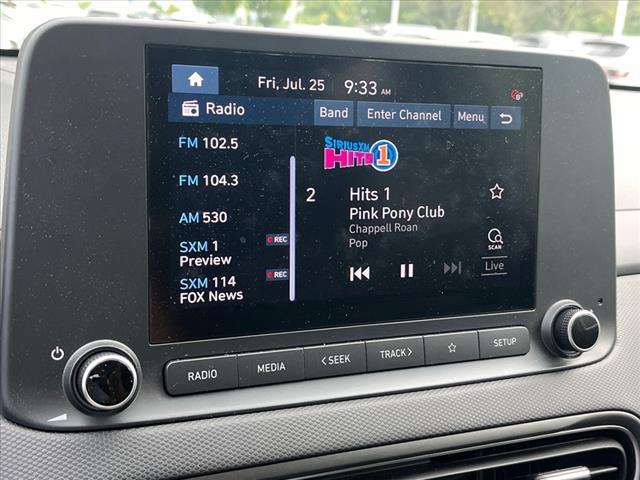 Fri, Jul. 25 9:33 AM
Radio Band Enter Channel Menu
FM 102.5
FM 104.3
AM 530
SXM 1 REC
Preview
SXM 114 REC
FOX News
SIRIUSXM
HITS 1
2 Hits 1
Pink Pony Club
Chappell Roan
Pop
SCAN
Live
RADIO MEDIA <SEEK TRACK> SETUP